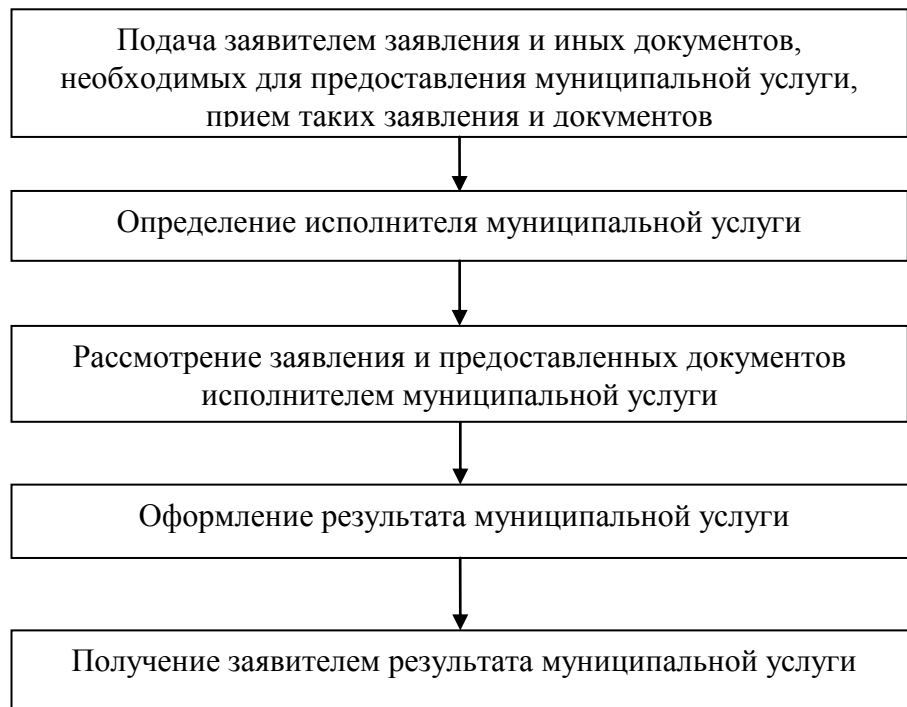 Подача заявителем заявления и иных документов,
необходимых для предоставления муниципальной услуги,
прием таких заявления и документов
Определение исполнителя муниципальной услуги
Рассмотрение заявления и предоставленных документов
исполнителем муниципальной услуги
Оформление результата муниципальной услуги
Получение заявителем результата муниципальной услуги